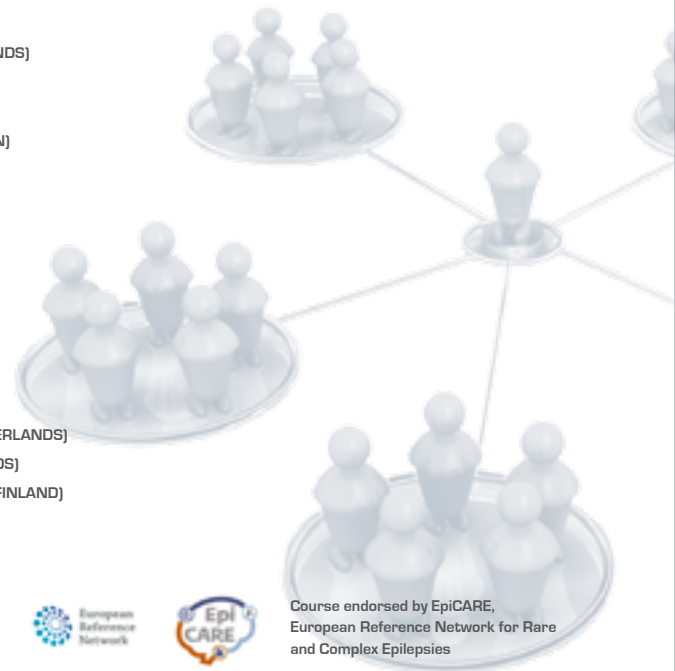 NDS)
N)
ERLANDS)
DS)
FINLAND)
European
Reference
Network
Epi
CARE
Course endorsed by EpiCARE,
European Reference Network for Rare
and Complex Epilepsies